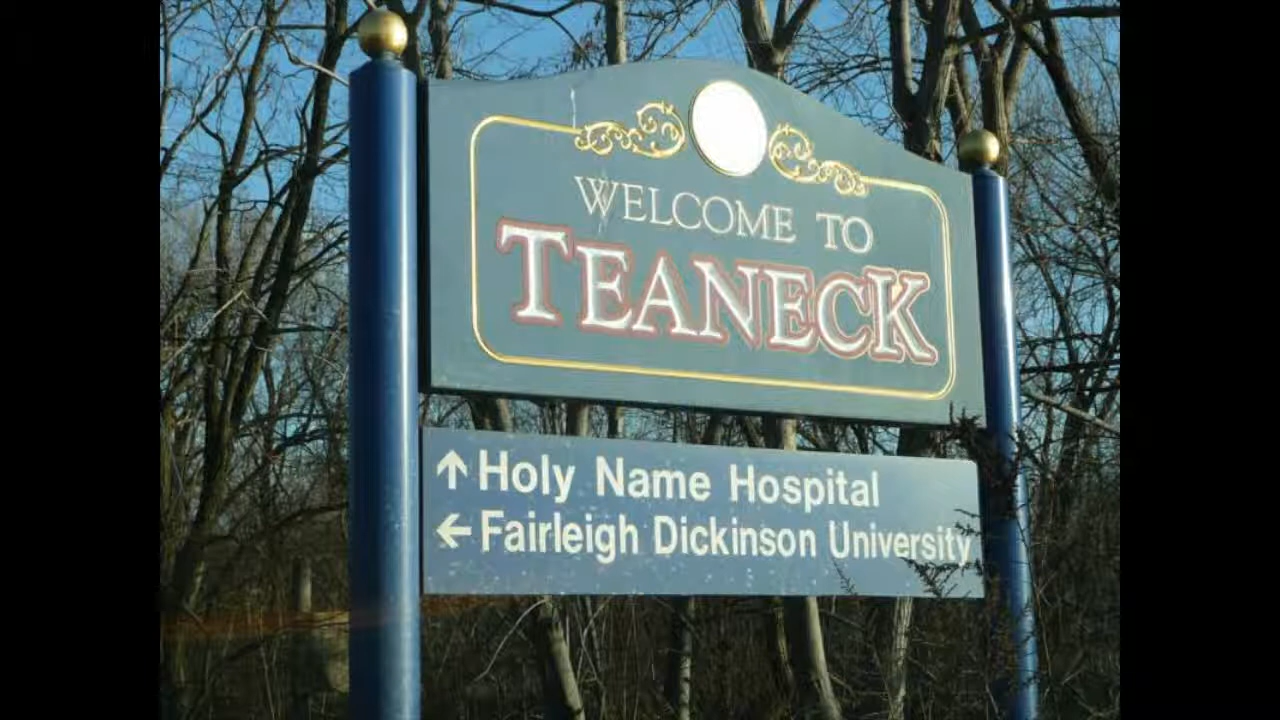 WELCOME TO
TEANECK
↑ Holy Name Hospital
← Fairleigh Dickinson University